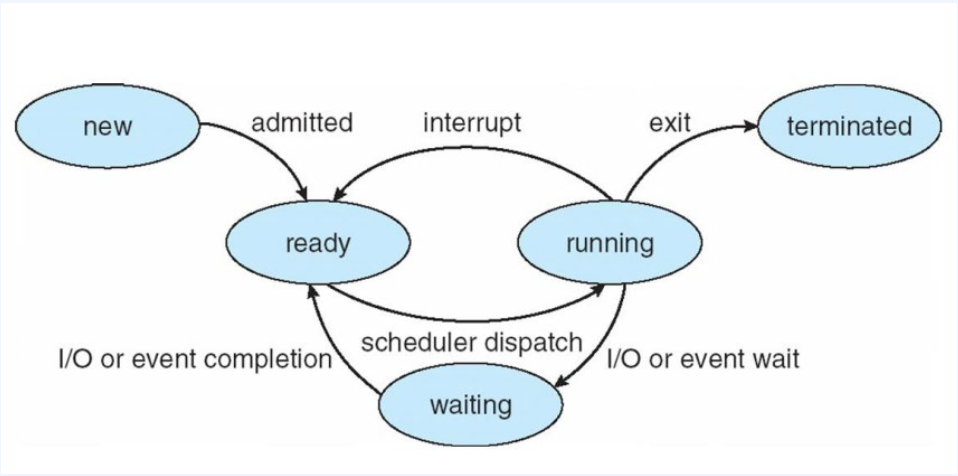 new
admitted
interrupt
exit
terminated
ready
running
scheduler dispatch
I/O or event completion
I/O or event wait
waiting